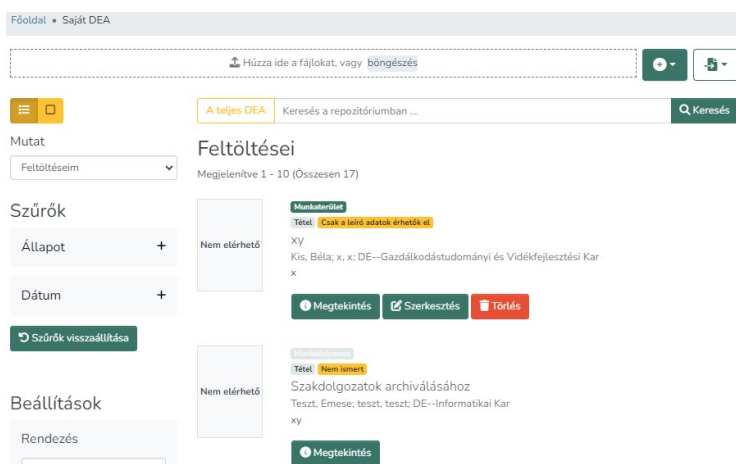 Főoldal • Saját DEA
Húzza ide a fájlokat, vagy böngészés
A teljes DEA Keresés a repozitóriumban ... Keresés
Mutat
Feltöltéseim
Szűrők
Állapot +
Dátum +
Szűrők visszaállítása
Beállítások
Rendezés
Feltöltései
Megjelenítve 1 - 10 (Összesen 17)
Nem elérhető
Munkaterület
Tétel Csak a leíró adatok érhetők el
xy
Kis, Béla; x, x; DE--Gazdálkodástudományi és Vidékfejlesztési Kar
x
Megtekintés Szerkesztés Törlés
Nem elérhető
Tétel Nem ismert
Szakdolgozatok archiválásához
Teszt, Emese; teszt, teszt; DE--Informatikai Kar
xy
Megtekintés